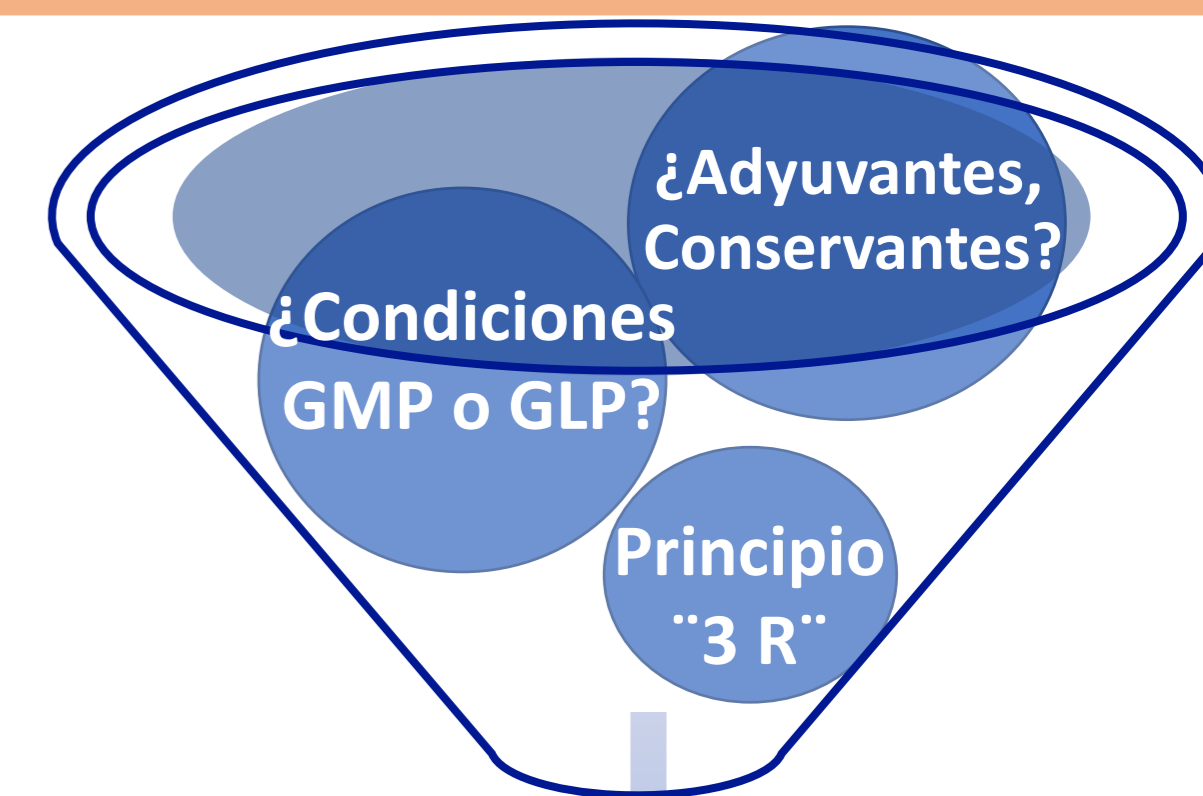 ¿Adyuvantes,
Conservantes?
¿Condiciones
GMP o GLP?
Principio
¨3 R¨